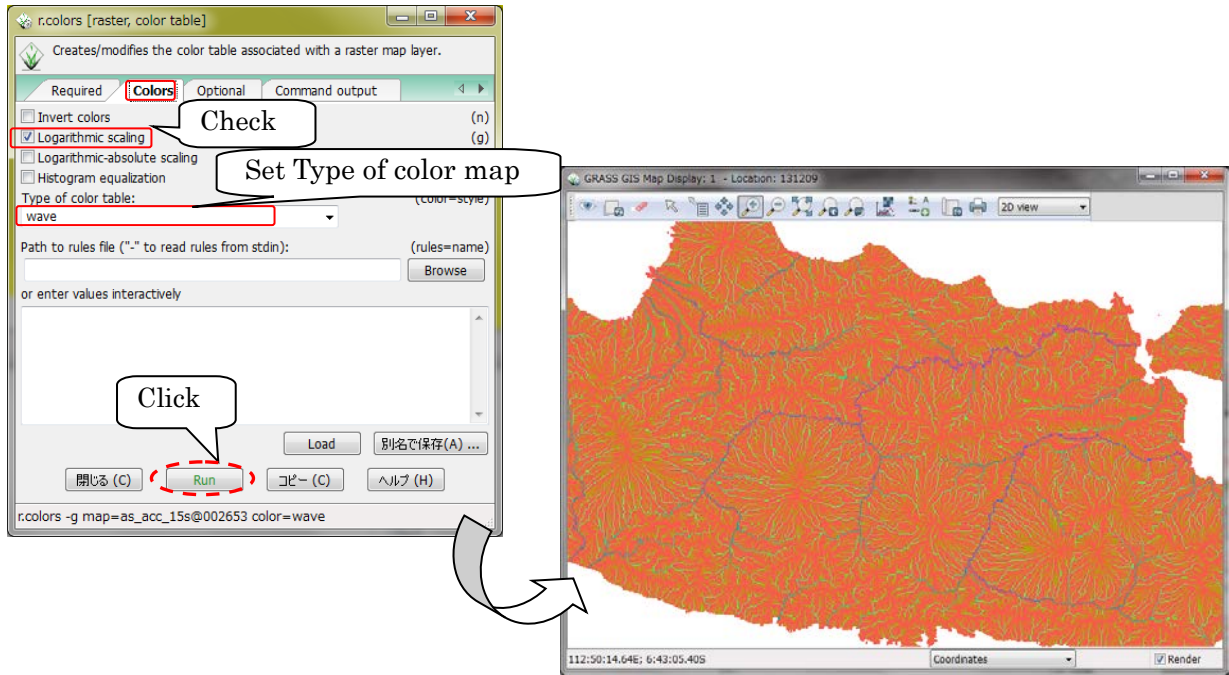 r.colors [raster, color table]
Creates/modifies the color table associated with a raster map layer.
Required Colors Optional Command output
Invert colors (n)
Check
Logarithmic scaling (g)
Logarithmic-absolute scaling
Set Type of color map
Histogram equalization
Type of color table: (color=style)
wave
Path to rules file ("-" to read rules from stdin): (rules=name)
Browse
or enter values interactively
Click
Load 別名で保存(A) ...
閉じる (C) Run コピー (C) ヘルプ (H)
r.colors -g map=as_acc_15s@002653 color=wave
GRASS GIS Map Display: 1 - Location: 131209
2D view
112:50:14.64E; 6:43:05.40S Coordinates Render